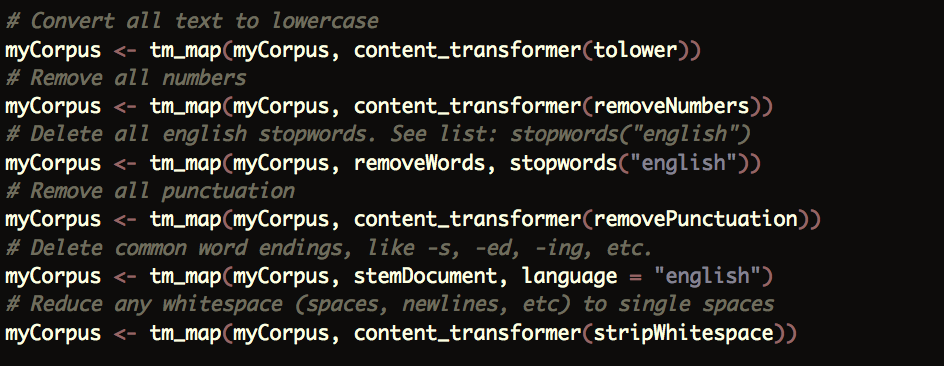 # Convert all text to lowercase
myCorpus <- tm_map(myCorpus, content_transformer(tolower))
# Remove all numbers
myCorpus <- tm_map(myCorpus, content_transformer(removeNumbers))
# Delete all english stopwords. See list: stopwords("english")
myCorpus <- tm_map(myCorpus, removeWords, stopwords("english"))
# Remove all punctuation
myCorpus <- tm_map(myCorpus, content_transformer(removePunctuation))
# Delete common word endings, like -s, -ed, -ing, etc.
myCorpus <- tm_map(myCorpus, stemDocument, language = "english")
# Reduce any whitespace (spaces, newlines, etc) to single spaces
myCorpus <- tm_map(myCorpus, content_transformer(stripWhitespace))